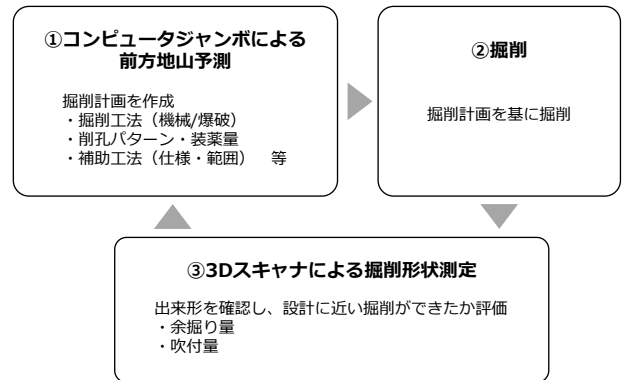 ①コンピュータジャンボによる
前方地山予測
掘削計画を作成
・掘削工法（機械/爆破）
・削孔パターン・装薬量
・補助工法（仕様・範囲）　等
②掘削
掘削計画を基に掘削
③3Dスキャナによる掘削形状測定
出来形を確認し、設計に近い掘削ができたか評価
・余掘り量
・吹付量